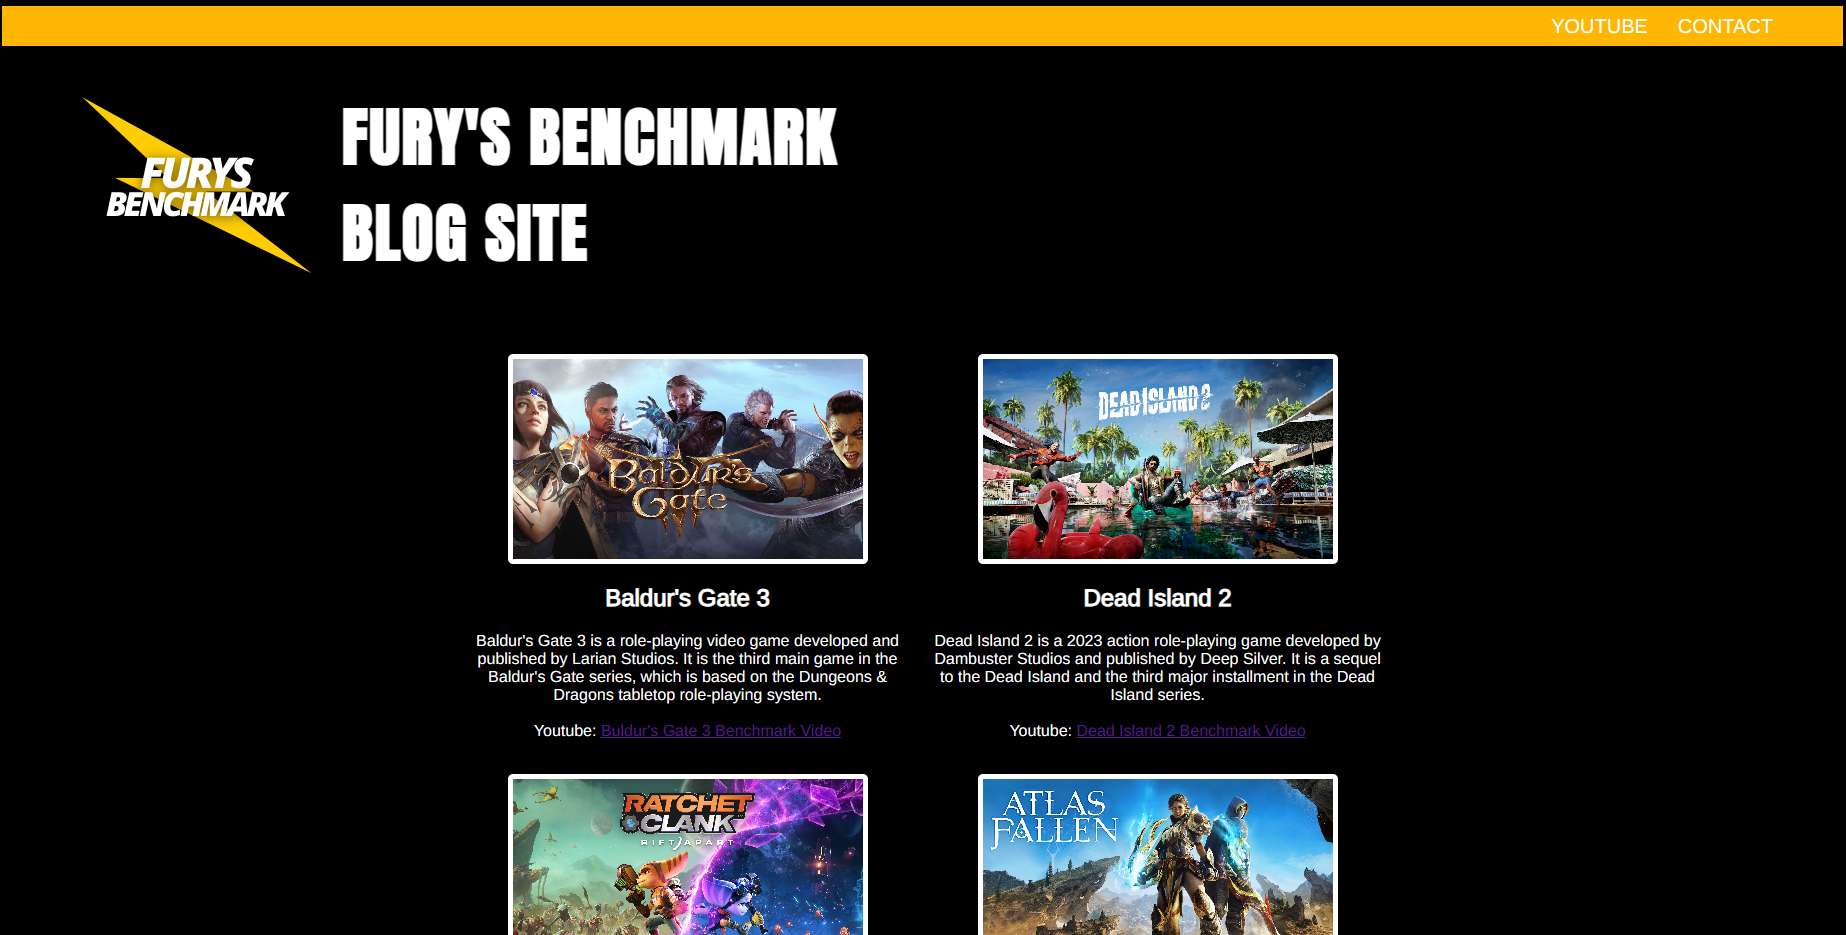 YOUTUBE CONTACT
FURYS
BENCHMARK
FURY'S BENCHMARK
BLOG SITE
Baldur's
Gate
DEAD ISLAND 2
Baldur's Gate 3
Baldur's Gate 3 is a role-playing video game developed and
published by Larian Studios. It is the third main game in the
Baldur's Gate series, which is based on the Dungeons &
Dragons tabletop role-playing system.
Youtube: Buldur's Gate 3 Benchmark Video
Dead Island 2
Dead Island 2 is a 2023 action role-playing game developed by
Dambuster Studios and published by Deep Silver. It is a sequel
to the Dead Island and the third major installment in the Dead
Island series.
Youtube: Dead Island 2 Benchmark Video
RATCHET
CLANK
RIFT APART
ATLAS
FALLEN